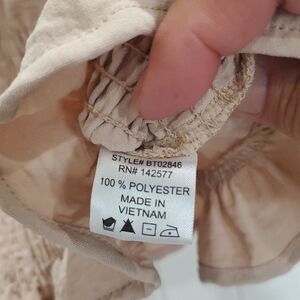 STYLE# BT02846
RN# 142577
100 % POLYESTER
MADE IN
VIETNAM